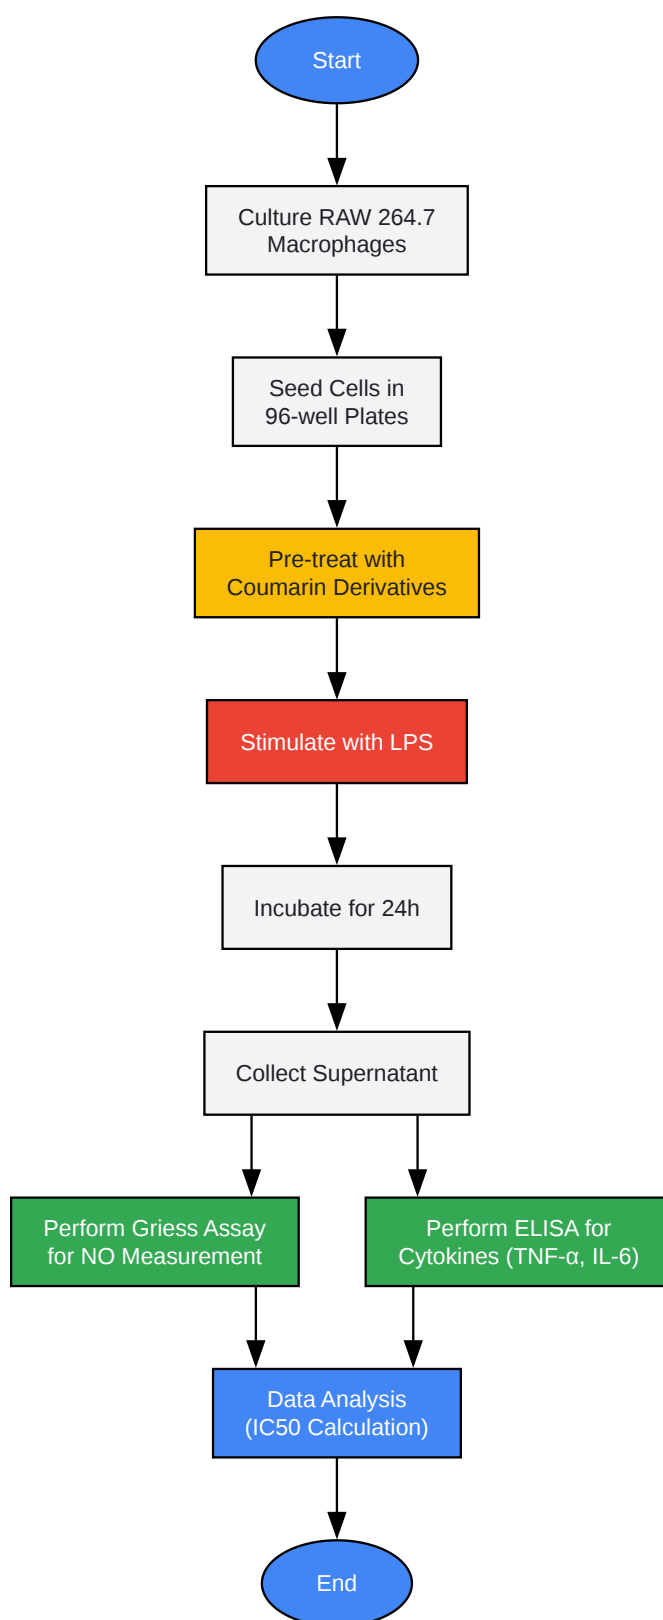 Start
Culture RAW 264.7
Macrophages
Seed Cells in
96-well Plates
Pre-treat with
Coumarin Derivatives
Stimulate with LPS
Incubate for 24h
Collect Supernatant
Perform Griess Assay
for NO Measurement
Perform ELISA for
Cytokines (TNF-α, IL-6)
Data Analysis
(IC50 Calculation)
End